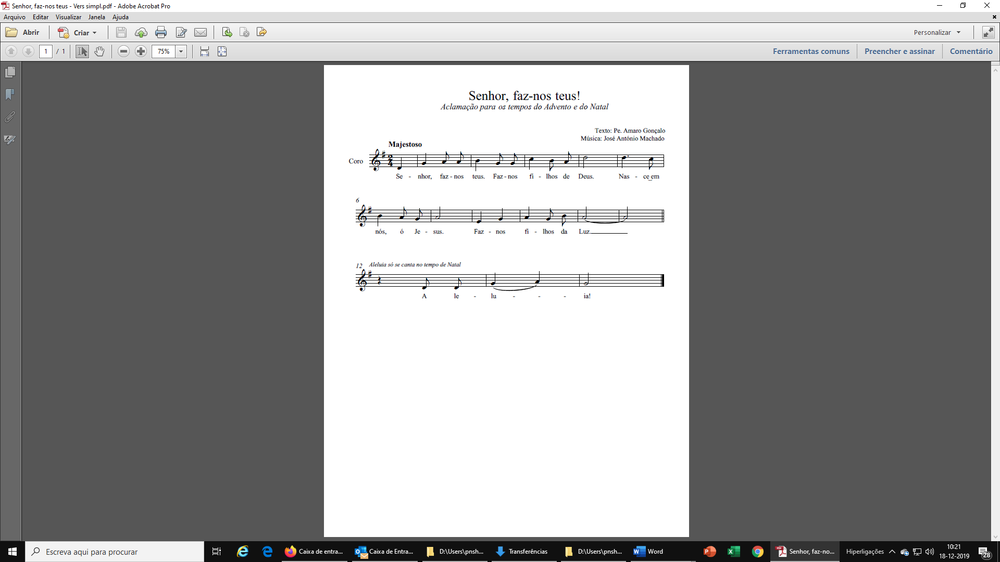 Senhor, faz-nos teus - Vers simpl.pdf - Adobe Acrobat Pro
Arquivo Editar Visualizar Janela Ajuda
Abrir Criar Personalizar
1 / 1 75% Ferramentas comuns Preencher e assinar Comentário
Senhor, faz-nos teus!
Aclamação para os tempos do Advento e do Natal
Texto: Pe. Amaro Gonçalo
Música: José António Machado
Majestoso
Coro
2
4
Se - nhor, faz - nos teus. Faz - nos fi - lhos de Deus. Nas - ce em
6
nós, ó Je - sus. Faz - nos fi - lhos da Luz.
12 Aleluia só se canta no tempo de Natal
A le - lu - - - ia!
Escreva aqui para procurar
Caixa de entra...
Caixa de Entra...
D:\Users\pnsh...
Transferências
D:\Users\pnsh...
Word
Senhor, faz-no...
Hiperligações
10:21
18-12-2019
28